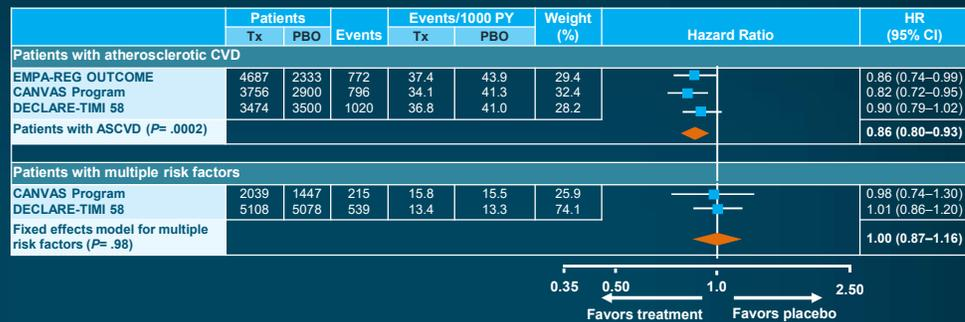 Patients Events/1000 PY Weight HR
Tx PBO Events Tx PBO (%) Hazard Ratio (95% CI)
Patients with atherosclerotic CVD
EMPA-REG OUTCOME 4687 2333 772 37.4 43.9 29.4 0.86 (0.74–0.99)
CANVAS Program 3756 2900 796 34.1 41.3 32.4 0.82 (0.72–0.95)
DECLARE-TIMI 58 3474 3500 1020 36.8 41.0 28.2 0.90 (0.79–1.02)
Patients with ASCVD (P= .0002) 0.86 (0.80–0.93)
Patients with multiple risk factors
CANVAS Program 2039 1447 215 15.8 15.5 25.9 0.98 (0.74–1.30)
DECLARE-TIMI 58 5108 5078 539 13.4 13.3 74.1 1.01 (0.86–1.20)
Fixed effects model for multiple
risk factors (P= .98) 1.00 (0.87–1.16)
0.35 0.50 1.0 2.50
Favors treatment Favors placebo